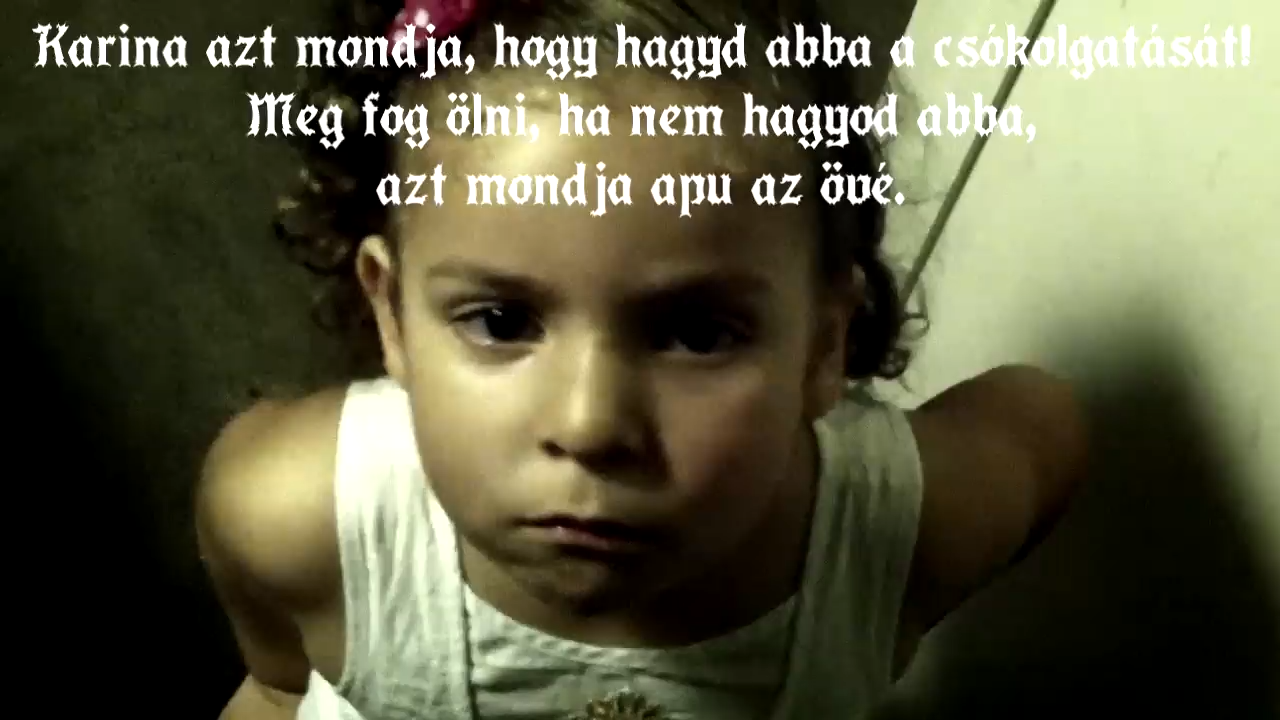 Karina azt mondja, hogy hagyd abba a csókolgatását!
Meg fog ölni, ha nem hagyod abba,
azt mondja apu az övé.